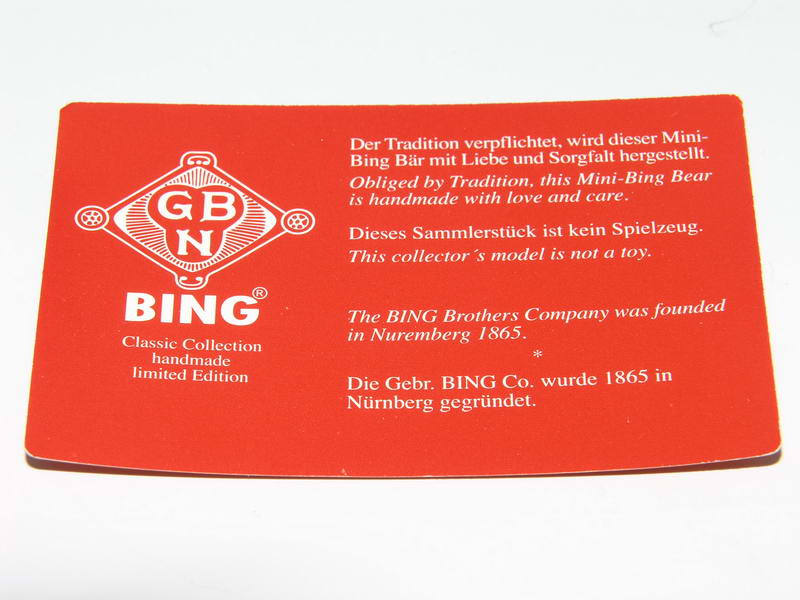 GB
N
BING®
Classic Collection
handmade
limited Edition
Der Tradition verpflichtet, wird dieser Mini-
Bing Bär mit Liebe und Sorgfalt hergestellt.
Obliged by Tradition, this Mini-Bing Bear
is handmade with love and care.
Dieses Sammlerstück ist kein Spielzeug.
This collector´s model is not a toy.
The BING Brothers Company was founded
in Nuremberg 1865.
*
Die Gebr. BING Co. wurde 1865 in
Nürnberg gegründet.